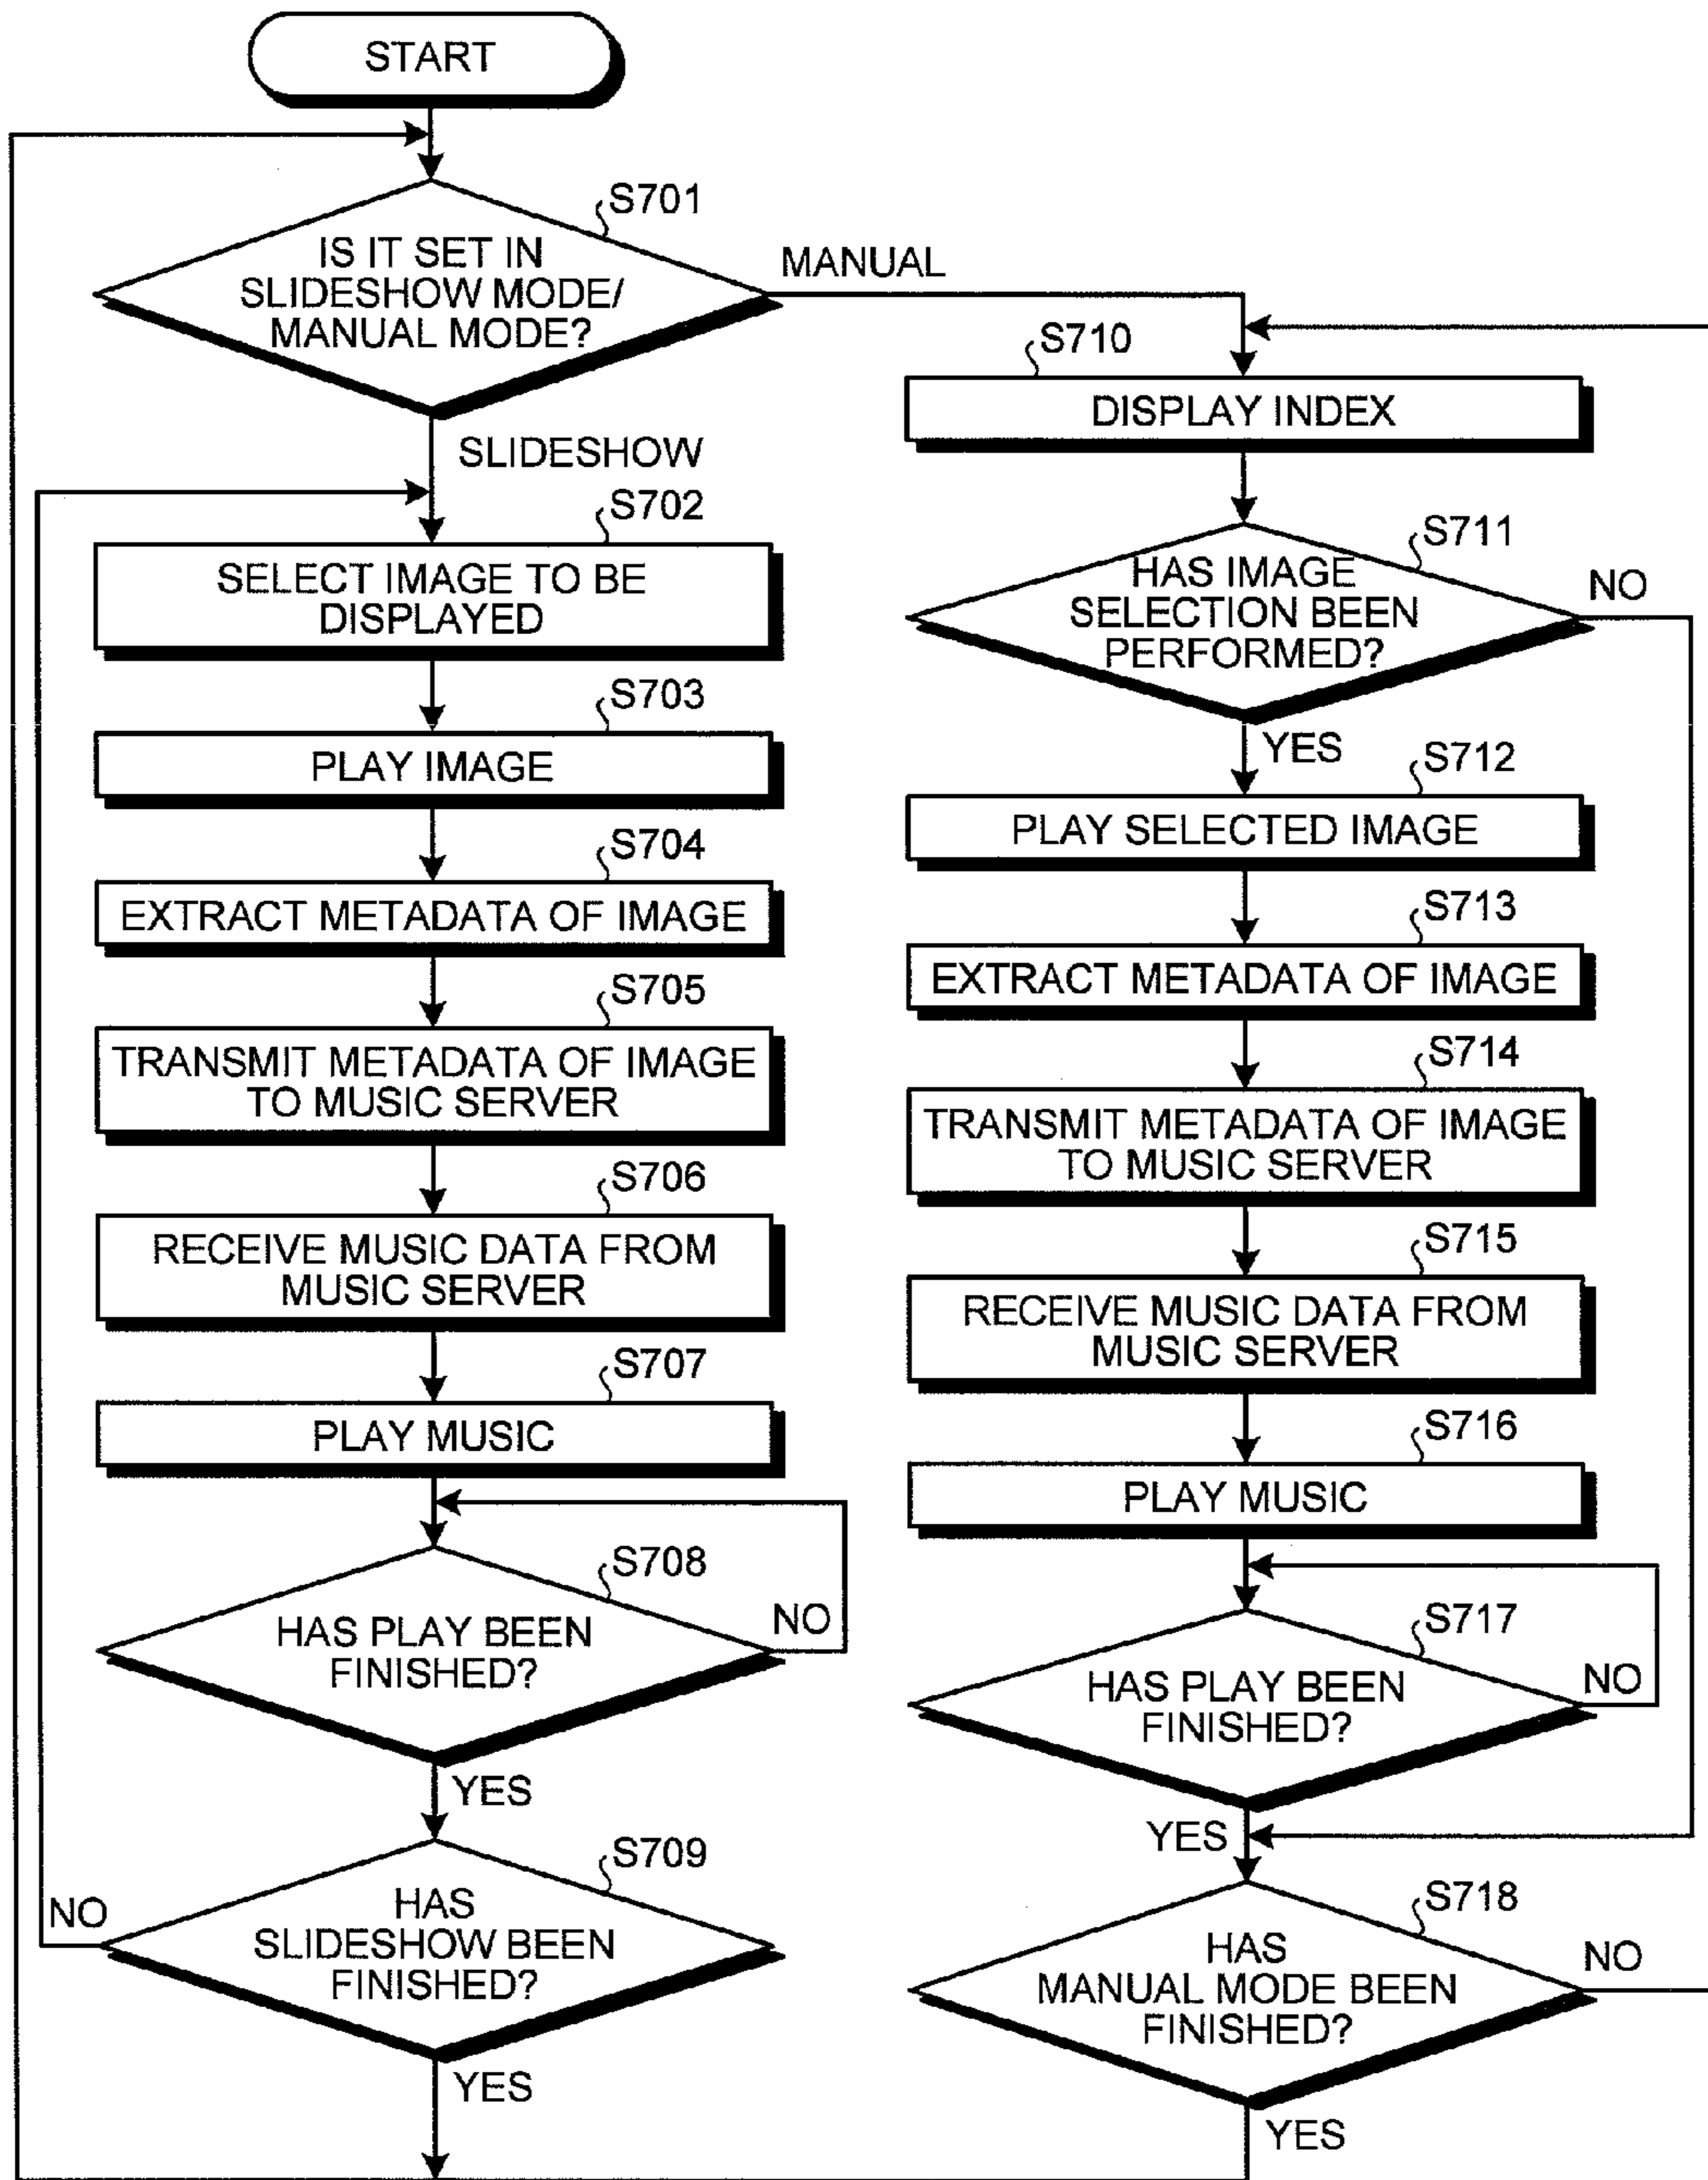 START
S701
IS IT SET IN
SLIDESHOW MODE/
MANUAL MODE?
MANUAL
SLIDESHOW
S702
SELECT IMAGE TO BE
DISPLAYED
S703
PLAY IMAGE
S704
EXTRACT METADATA OF IMAGE
S705
TRANSMIT METADATA OF IMAGE
TO MUSIC SERVER
S706
RECEIVE MUSIC DATA FROM
MUSIC SERVER
S707
PLAY MUSIC
S708
HAS PLAY BEEN
FINISHED?
NO
YES
S709
HAS
SLIDESHOW BEEN
FINISHED?
NO
YES
S710
DISPLAY INDEX
S711
HAS IMAGE
SELECTION BEEN
PERFORMED?
NO
YES
S712
PLAY SELECTED IMAGE
S713
EXTRACT METADATA OF IMAGE
S714
TRANSMIT METADATA OF IMAGE
TO MUSIC SERVER
S715
RECEIVE MUSIC DATA FROM
MUSIC SERVER
S716
PLAY MUSIC
S717
HAS PLAY BEEN
FINISHED?
NO
YES
S718
HAS
MANUAL MODE BEEN
FINISHED?
NO
YES